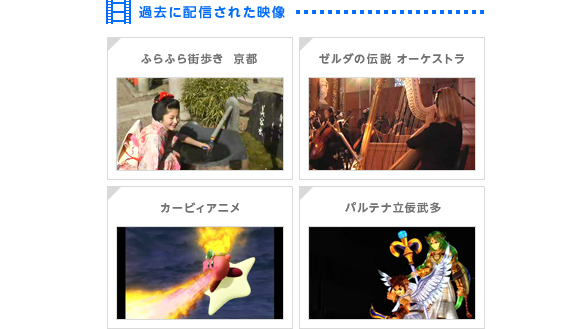 過去に配信された映像
ふらふら街歩き 京都
ゼルダの伝説 オーケストラ
カービィアニメ
パルテナ立佞武多